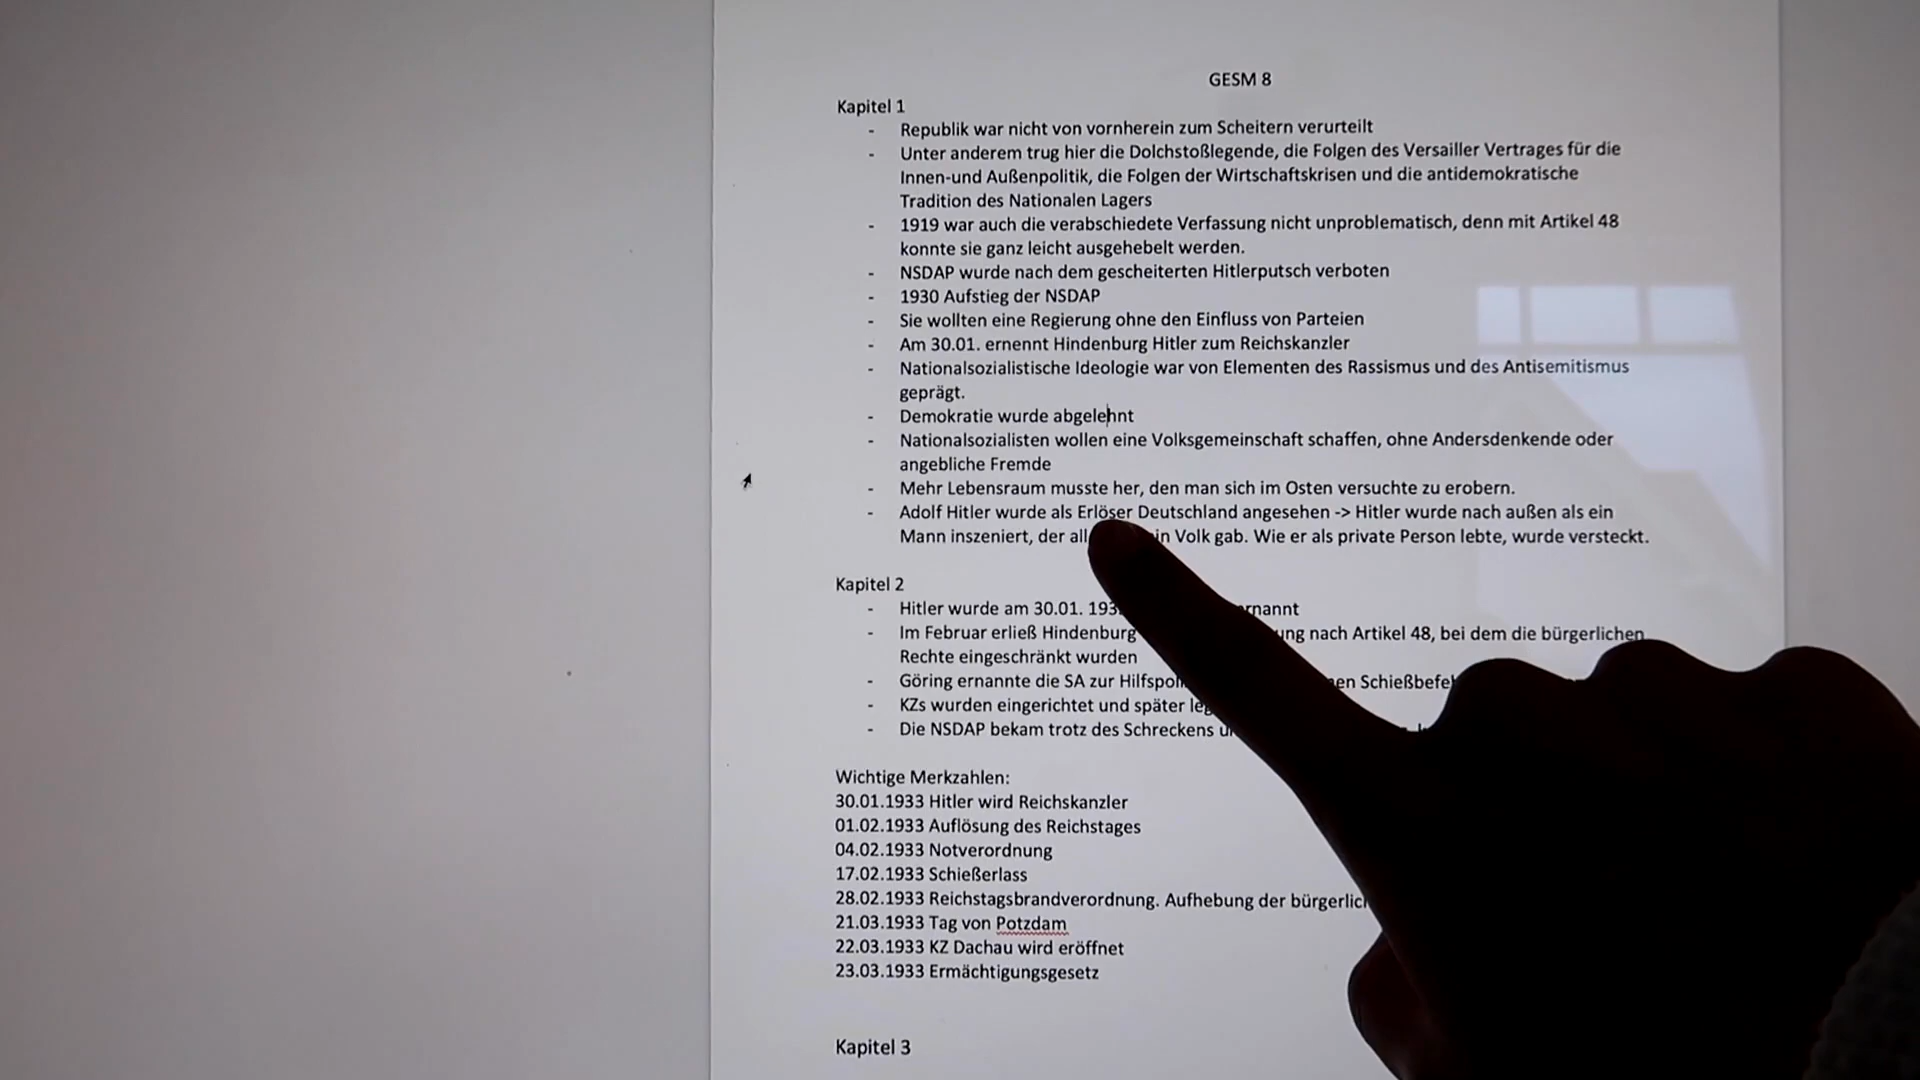 GESM 8
Kapitel 1
- Republik war nicht von vornherein zum Scheitern verurteilt
- Unter anderem trug hier die Dolchstoßlegende, die Folgen des Versailler Vertrages für die
Innen-und Außenpolitik, die Folgen der Wirtschaftskrisen und die antidemokratische
Tradition des Nationalen Lagers
- 1919 war auch die verabschiedete Verfassung nicht unproblematisch, denn mit Artikel 48
konnte sie ganz leicht ausgehebelt werden.
- NSDAP wurde nach dem gescheiterten Hitlerputsch verboten
- 1930 Aufstieg der NSDAP
- Sie wollten eine Regierung ohne den Einfluss von Parteien
- Am 30.01. ernennt Hindenburg Hitler zum Reichskanzler
- Nationalsozialistische Ideologie war von Elementen des Rassismus und des Antisemitismus
geprägt.
- Demokratie wurde abgelehnt
- Nationalsozialisten wollen eine Volksgemeinschaft schaffen, ohne Andersdenkende oder
angebliche Fremde
- Mehr Lebensraum musste her, den man sich im Osten versuchte zu erobern.
- Adolf Hitler wurde als Erlöser Deutschland angesehen -> Hitler wurde nach außen als ein
Mann inszeniert, der Volk gab. Wie er als private Person lebte, wurde versteckt.
Kapitel 2
- Hitler wurde am 30.01.
- Im Februar erließ Hindenburg nach Artikel 48, bei dem die bürgerlichen
Rechte eingeschränkt wurden
- Göring ernannte die SA zur
- KZs wurden eingerichtet und später
- Die NSDAP bekam trotz des Schreckens
Wichtige Merkzahlen:
30.01.1933 Hitler wird Reichskanzler
01.02.1933 Auflösung des Reichstages
04.02.1933 Notverordnung
17.02.1933 Schießerlass
28.02.1933 Reichstagsbrandverordnung. Aufhebung der
21.03.1933 Tag von Potzdam
22.03.1933 KZ Dachau wird eröffnet
23.03.1933 Ermächtigungsgesetz
Kapitel 3